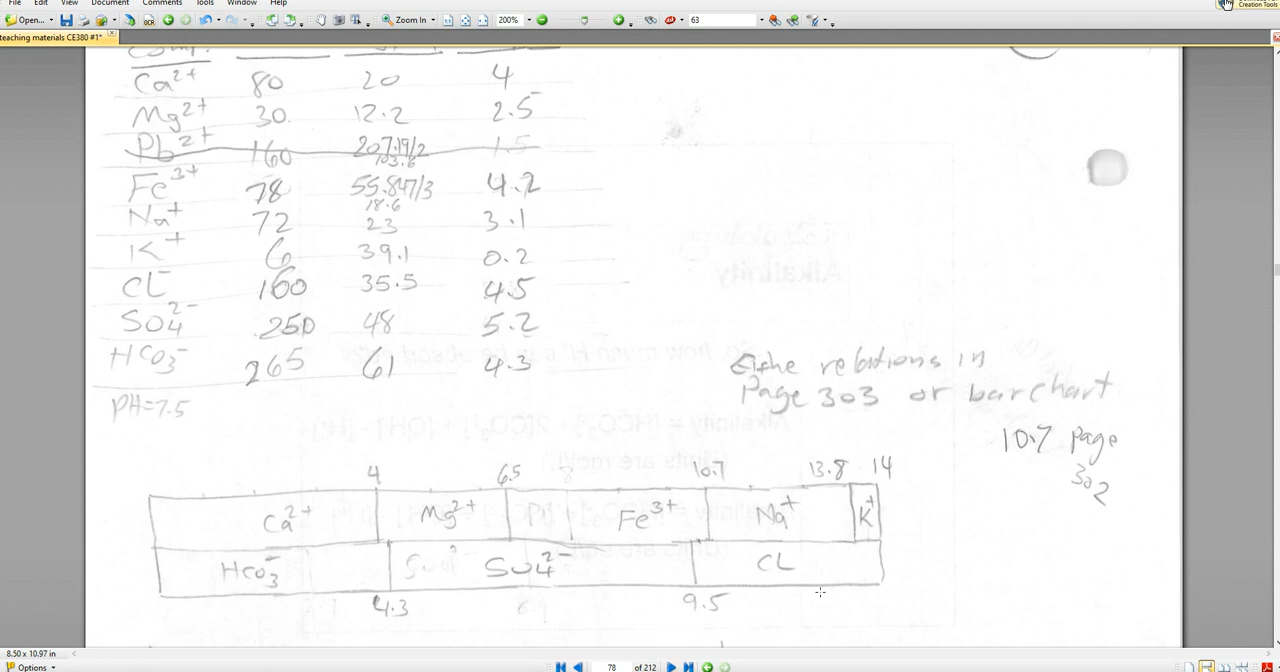 File Edit View Document Comments Tools Window Help
Open... Zoom In 200% 63
Creation Tools
teaching materials CE380 #1*
Comp.
Ca2+ 80 20 4
Mg2+ 30. 12.2 2.5
Pb2+ 160 207.19/2 1.5
103.6
Fe3+ 78 55.847/3 4.2
18.6
Na+ 72 23 3.1
K+ 6 39.1 0.2
Cl- 160 35.5 4.5
SO42- 250 48 5.2
HCO3- 265 61 4.3
PH=7.5
relations in
Page 303 or barchart
10.7 page
302
4 6.5 10.7 13.8 14
Ca2+ Mg2+ Fe3+ Na+ K+
HCO3- SO42- CL
4.3 9.5
8.50 x 10.97 in
Options 78 of 212